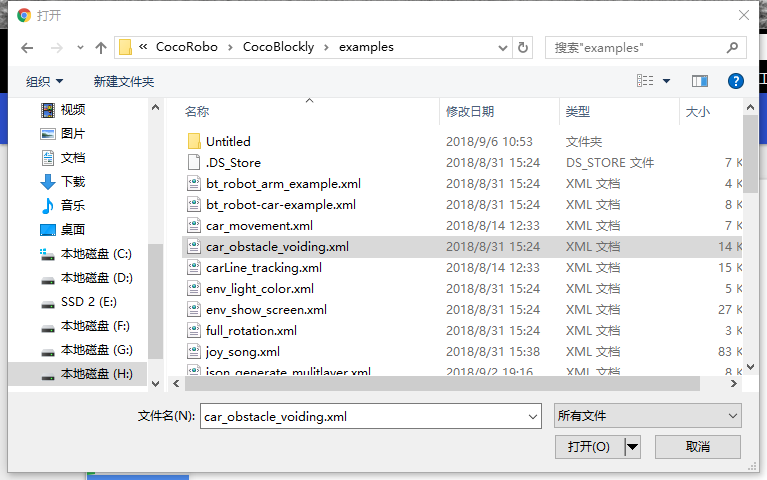 打开
« CocoRobo › CocoBlockly › examples
搜索"examples"
组织 新建文件夹
视频
图片
文档
下载
音乐
桌面
本地磁盘 (C:)
本地磁盘 (D:)
SSD 2 (E:)
本地磁盘 (F:)
本地磁盘 (G:)
本地磁盘 (H:)
名称 修改日期 类型 大小
Untitled 2018/9/6 10:53 文件夹
.DS_Store 2018/8/31 15:24 DS_STORE 文件 7 K
bt_robot_arm_example.xml 2018/8/31 15:24 XML 文档 4 K
bt_robot-car-example.xml 2018/8/31 15:24 XML 文档 8 K
car_movement.xml 2018/8/14 12:33 XML 文档 7 K
car_obstacle_voiding.xml 2018/8/31 15:24 XML 文档 14 K
carLine_tracking.xml 2018/8/14 12:33 XML 文档 15 K
env_light_color.xml 2018/8/31 15:24 XML 文档 5 K
env_show_screen.xml 2018/8/31 15:24 XML 文档 27 K
full_rotation.xml 2018/8/31 15:24 XML 文档 3 K
joy_song.xml 2018/8/31 15:38 XML 文档 83 K
json_generate_mulitlayer.xml 2018/9/2 19:16 XML 文档 8 K
文件名(N): car_obstacle_voiding.xml 所有文件
打开(O) 取消